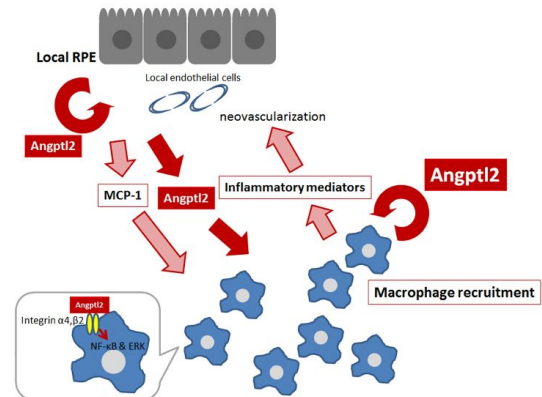 Local RPE
Local endothelial cells
neovascularization
Angptl2
MCP-1
Angptl2
Inflammatory mediators
Angptl2
Macrophage recruitment
Angptl2
Integrin α4,β2
NF-κB & ERK